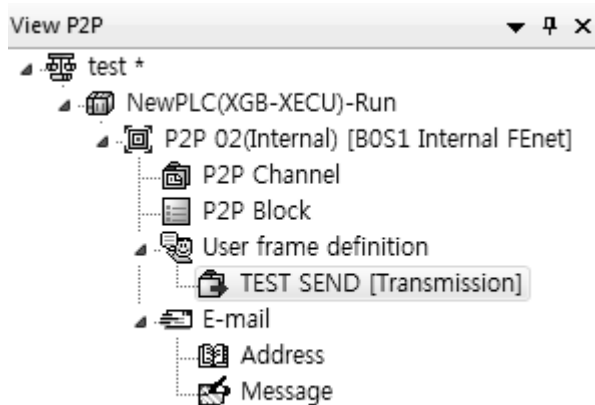 View P2P
test *
NewPLC(XGB-XECU)-Run
P2P 02(Internal) [B0S1 Internal FEnet]
P2P Channel
P2P Block
User frame definition
TEST SEND [Transmission]
E-mail
Address
Message